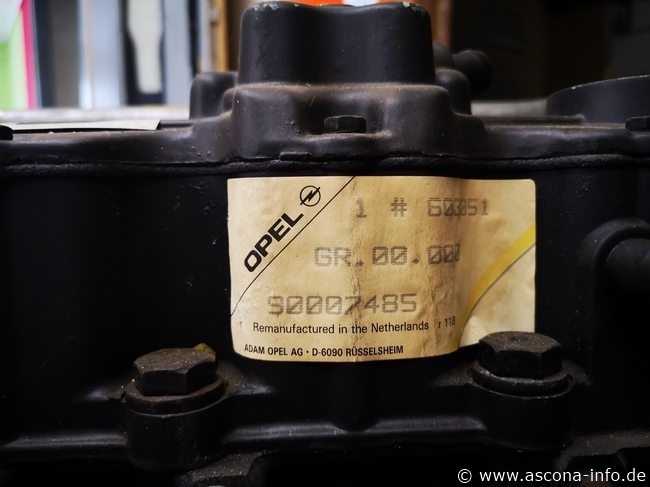 OPEL
1 # 60351
GR.00.000
90007485
Remanufactured in the Netherlands r 118
ADAM OPEL AG · D-6090 RÜSSELSHEIM
© www.ascona-info.de